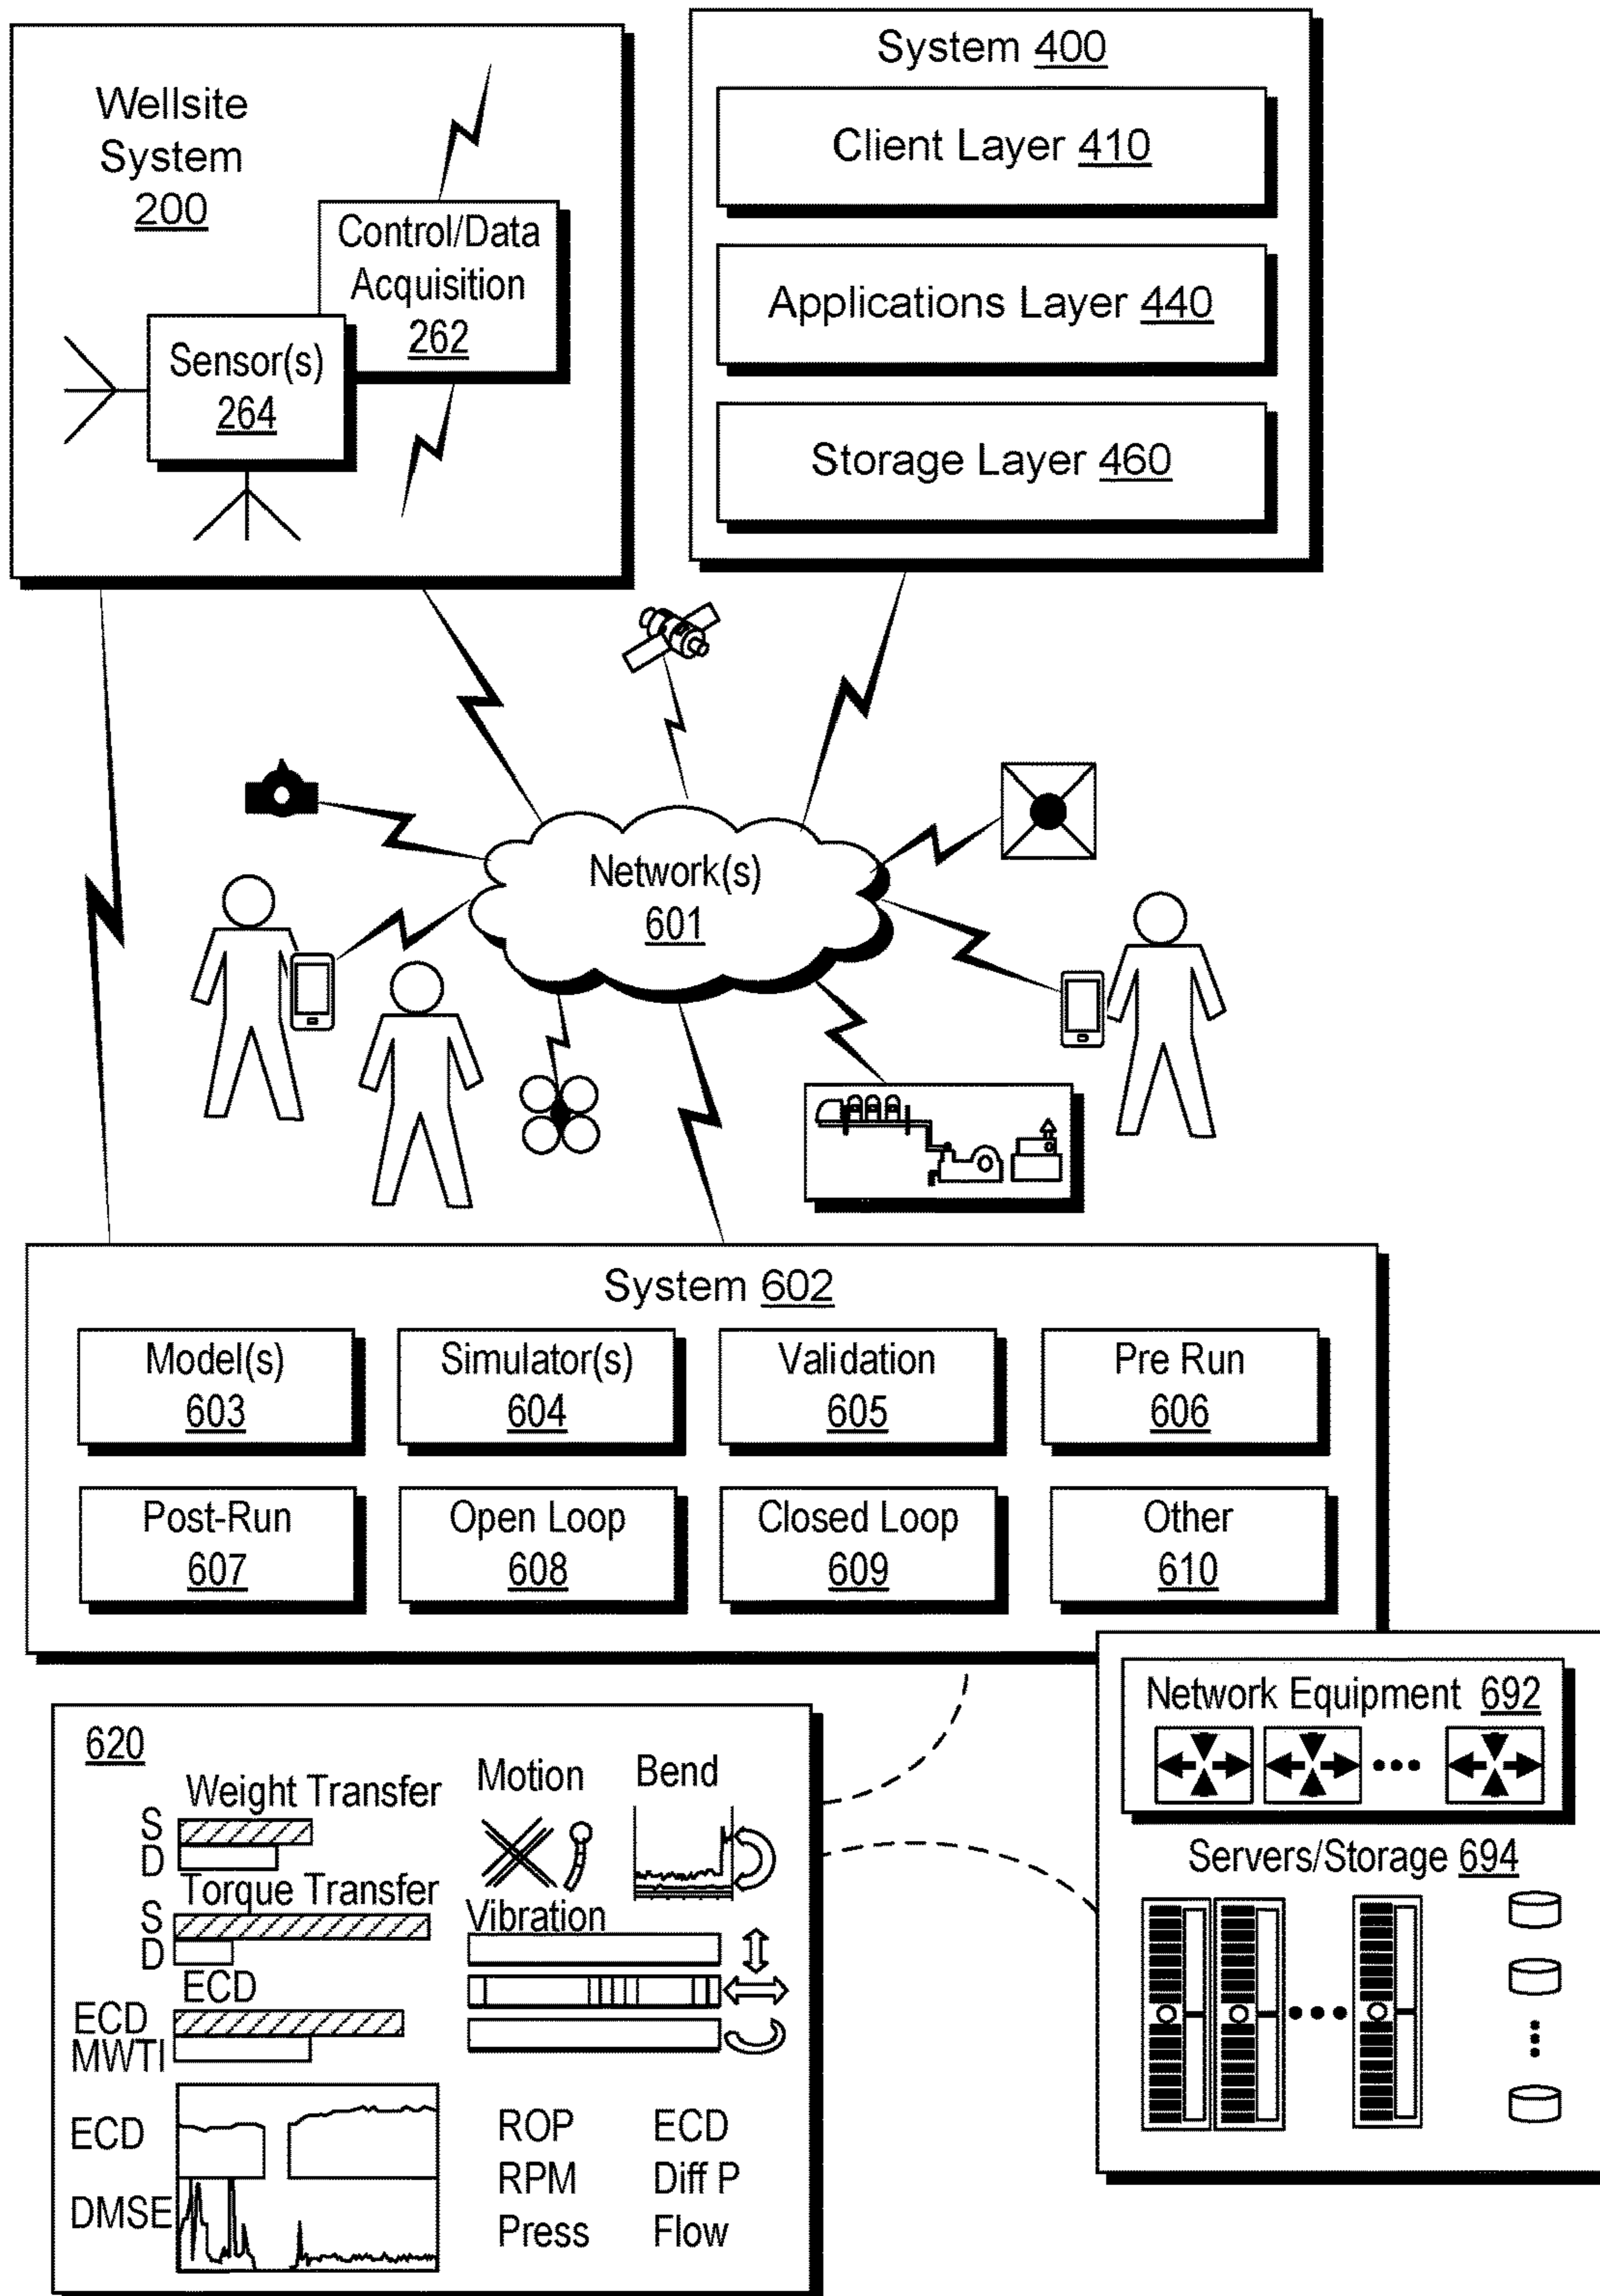 Wellsite
System
200
Control/Data
Acquisition
262
Sensor(s)
264
System 400
Client Layer 410
Applications Layer 440
Storage Layer 460
Network(s)
601
System 602
Model(s)
603
Simulator(s)
604
Validation
605
Pre Run
606
Post-Run
607
Open Loop
608
Closed Loop
609
Other
610
620
Weight Transfer
S
D
Torque Transfer
S
D
ECD
ECD
MWTI
ECD
DMSE
Motion
Bend
Vibration
ROP
ECD
RPM
Diff P
Press
Flow
Network Equipment 692
Servers/Storage 694